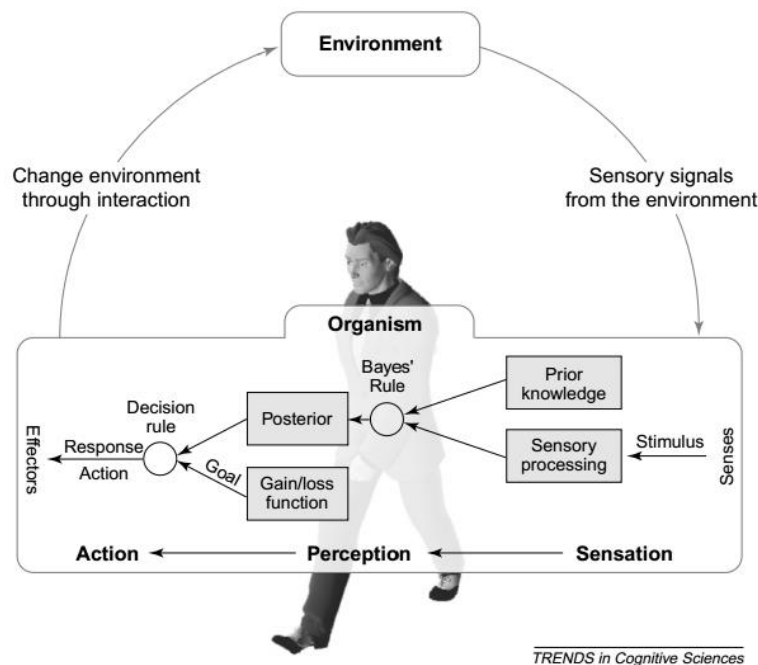 Environment
Change environment
through interaction
Sensory signals
from the environment
Organism
Bayes'
Rule
Prior
knowledge
Decision
rule
Posterior
Sensory
processing
Stimulus
Senses
Effectors
Response
Action
Goal
Gain/loss
function
Action
Perception
Sensation
TRENDS in Cognitive Sciences